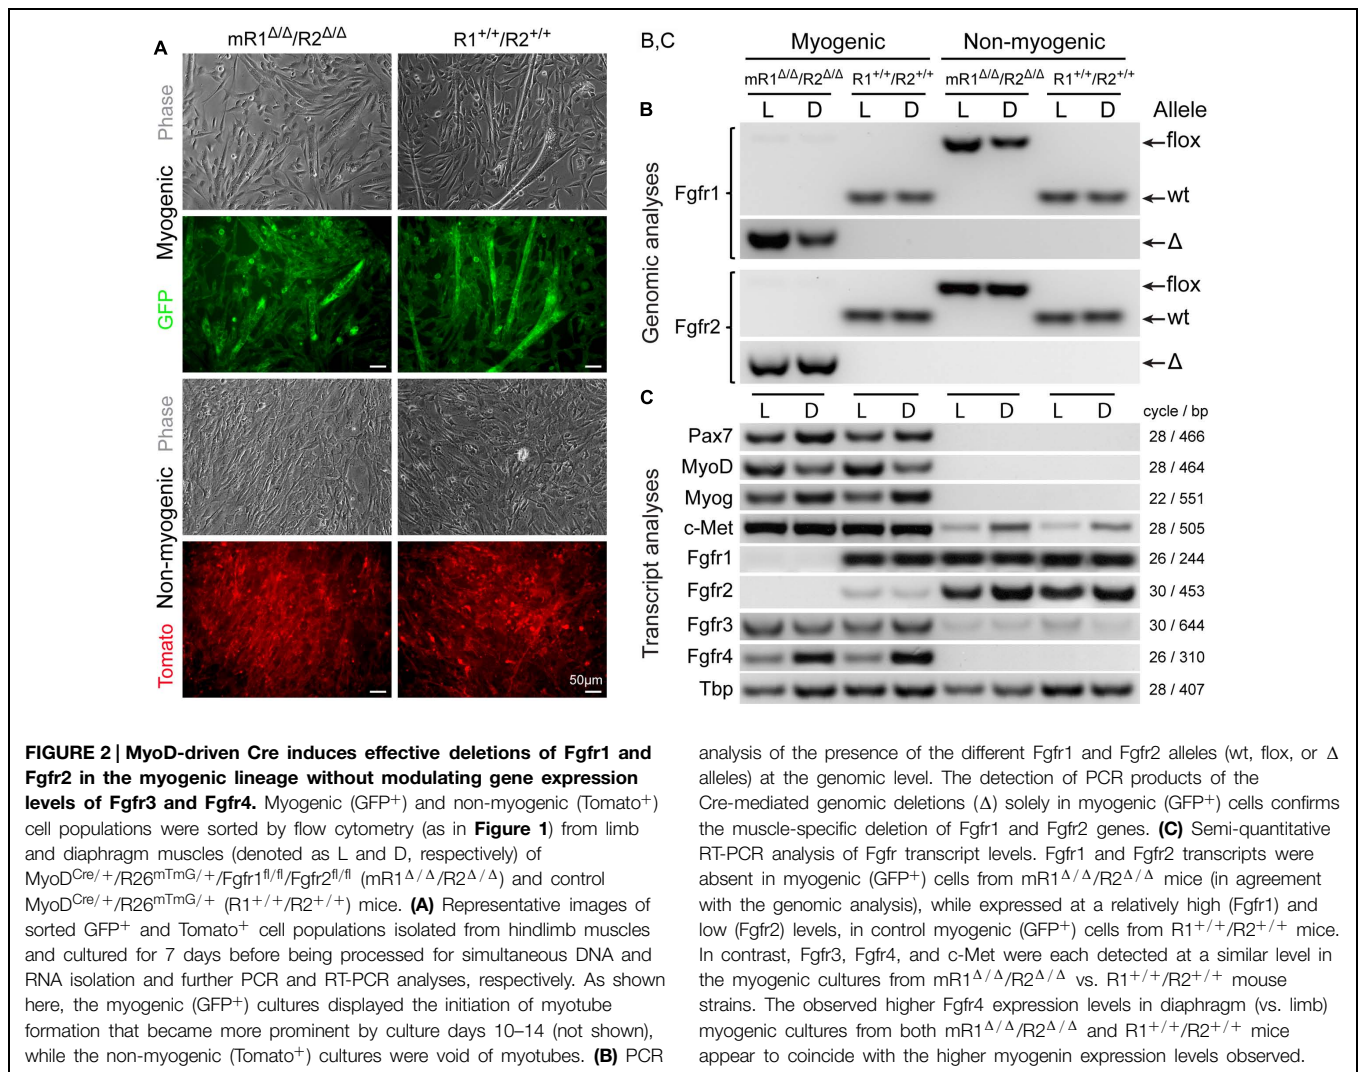 A
mR1Δ/Δ/R2Δ/Δ
R1+/+/R2+/+
Myogenic
Phase
GFP
Non-myogenic
Phase
Tomato
50μm
B,C
Myogenic
Non-myogenic
mR1Δ/Δ/R2Δ/Δ R1+/+/R2+/+ mR1Δ/Δ/R2Δ/Δ R1+/+/R2+/+
B
L D L D L D L D Allele
Genomic analyses
Fgfr1
flox
wt
Δ
Fgfr2
flox
wt
Δ
C
L D L D L D L D cycle / bp
Transcript analyses
Pax7 28 / 466
MyoD 28 / 464
Myog 22 / 551
c-Met 28 / 505
Fgfr1 26 / 244
Fgfr2 30 / 453
Fgfr3 30 / 644
Fgfr4 26 / 310
Tbp 28 / 407
FIGURE 2 | MyoD-driven Cre induces effective deletions of Fgfr1 and
Fgfr2 in the myogenic lineage without modulating gene expression
levels of Fgfr3 and Fgfr4. Myogenic (GFP+) and non-myogenic (Tomato+)
cell populations were sorted by flow cytometry (as in Figure 1) from limb
and diaphragm muscles (denoted as L and D, respectively) of
MyoDCre/+/R26mTmG/+/Fgfr1fl/fl/Fgfr2fl/fl (mR1Δ/Δ/R2Δ/Δ) and control
MyoDCre/+/R26mTmG/+ (R1+/+/R2+/+) mice. (A) Representative images of
sorted GFP+ and Tomato+ cell populations isolated from hindlimb muscles
and cultured for 7 days before being processed for simultaneous DNA and
RNA isolation and further PCR and RT-PCR analyses, respectively. As shown
here, the myogenic (GFP+) cultures displayed the initiation of myotube
formation that became more prominent by culture days 10–14 (not shown),
while the non-myogenic (Tomato+) cultures were void of myotubes. (B) PCR
analysis of the presence of the different Fgfr1 and Fgfr2 alleles (wt, flox, or Δ
alleles) at the genomic level. The detection of PCR products of the
Cre-mediated genomic deletions (Δ) solely in myogenic (GFP+) cells confirms
the muscle-specific deletion of Fgfr1 and Fgfr2 genes. (C) Semi-quantitative
RT-PCR analysis of Fgfr transcript levels. Fgfr1 and Fgfr2 transcripts were
absent in myogenic (GFP+) cells from mR1Δ/Δ/R2Δ/Δ mice (in agreement
with the genomic analysis), while expressed at a relatively high (Fgfr1) and
low (Fgfr2) levels, in control myogenic (GFP+) cells from R1+/+/R2+/+ mice.
In contrast, Fgfr3, Fgfr4, and c-Met were each detected at a similar level in
the myogenic cultures from mR1Δ/Δ/R2Δ/Δ vs. R1+/+/R2+/+ mouse
strains. The observed higher Fgfr4 expression levels in diaphragm (vs. limb)
myogenic cultures from both mR1Δ/Δ/R2Δ/Δ and R1+/+/R2+/+ mice
appear to coincide with the higher myogenin expression levels observed.